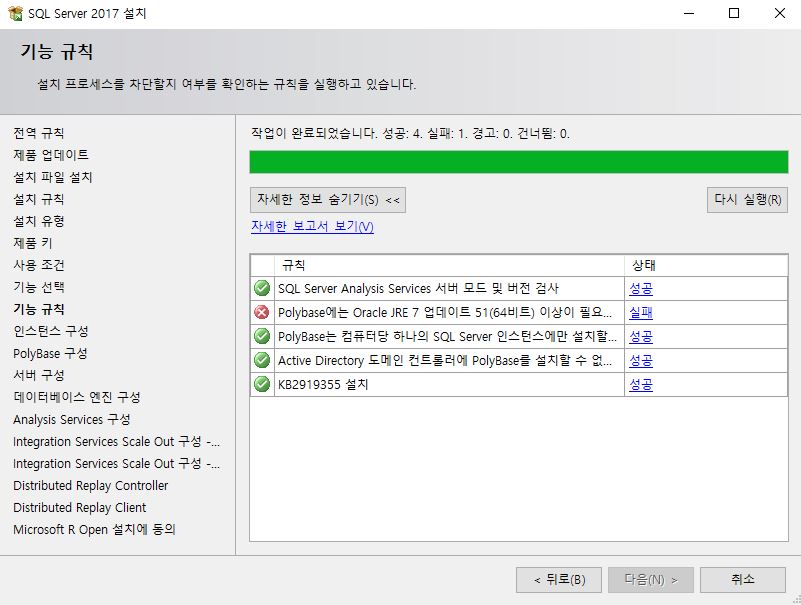 SQL Server 2017 설치
기능 규칙
설치 프로세스를 차단할지 여부를 확인하는 규칙을 실행하고 있습니다.
전역 규칙
제품 업데이트
설치 파일 설치
설치 규칙
설치 유형
제품 키
사용 조건
기능 선택
기능 규칙
인스턴스 구성
PolyBase 구성
서버 구성
데이터베이스 엔진 구성
Analysis Services 구성
Integration Services Scale Out 구성 -...
Integration Services Scale Out 구성 -...
Distributed Replay Controller
Distributed Replay Client
Microsoft R Open 설치에 동의
작업이 완료되었습니다. 성공: 4. 실패: 1. 경고: 0. 건너뜀: 0.
자세한 정보 숨기기(S) << 다시 실행(R)
자세한 보고서 보기(V)
규칙 상태
SQL Server Analysis Services 서버 모드 및 버전 검사 성공
Polybase에는 Oracle JRE 7 업데이트 51(64비트) 이상이 필요... 실패
PolyBase는 컴퓨터당 하나의 SQL Server 인스턴스에만 설치할... 성공
Active Directory 도메인 컨트롤러에 PolyBase를 설치할 수 없... 성공
KB2919355 설치 성공
< 뒤로(B) 다음(N) > 취소